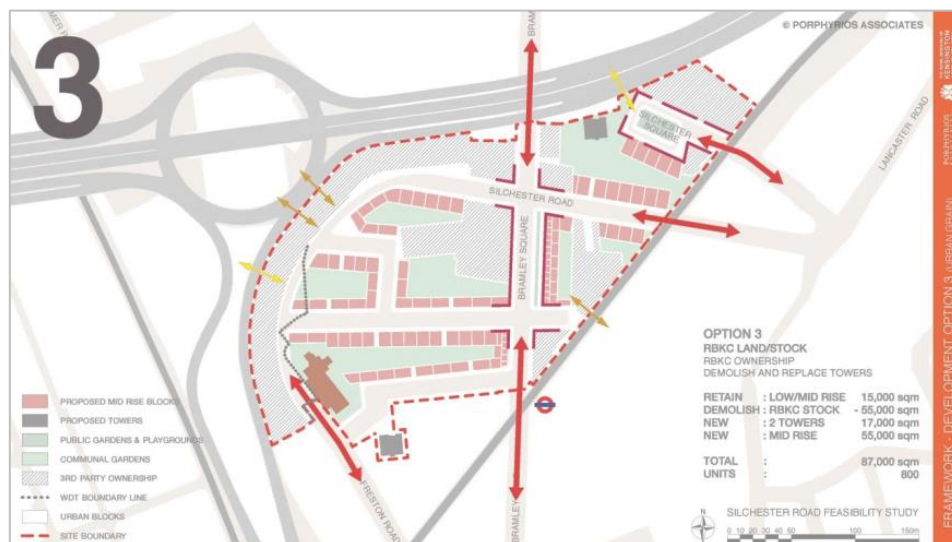 3
© PORPHYRIOS ASSOCIATES
BRAM
SILCHESTER SQUARE
LANCASTER ROAD
SILCHESTER ROAD
BRAMLEY SQUARE
FRESTON ROAD
BRAMLEY
PROPOSED MID RISE BLOCKS
PROPOSED TOWERS
PUBLIC GARDENS & PLAYGROUNDS
COMMUNAL GARDENS
3RD PARTY OWNERSHIP
WDT BOUNDARY LINE
URBAN BLOCKS
SITE BOUNDARY
OPTION 3
RBKC LAND/STOCK
RBKC OWNERSHIP
DEMOLISH AND REPLACE TOWERS
RETAIN : LOW/MID RISE 15,000 sqm
DEMOLISH : RBKC STOCK - 55,000 sqm
NEW : 2 TOWERS 17,000 sqm
NEW : MID RISE 55,000 sqm
TOTAL : 87,000 sqm
UNITS : 800
N
SILCHESTER ROAD FEASIBILITY STUDY
0 10 20 30 40 50 100 150m
KENSINGTON
FRAMEWORK DEVELOPMENT OPTION 3